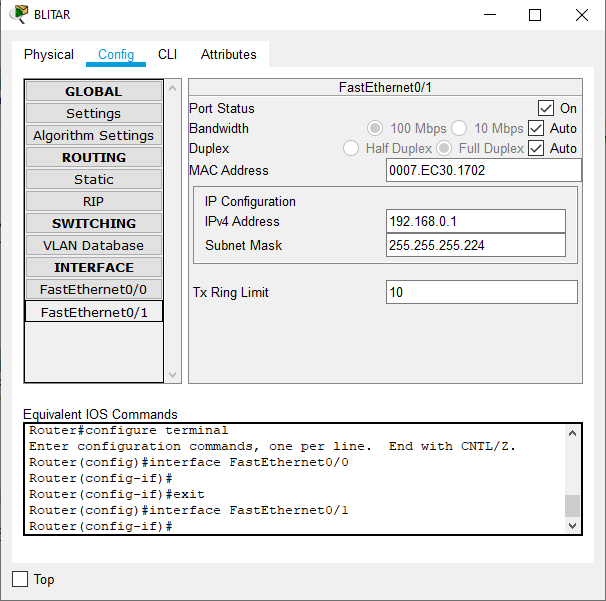 BLITAR
Physical Config CLI Attributes
GLOBAL
Settings
Algorithm Settings
ROUTING
Static
RIP
SWITCHING
VLAN Database
INTERFACE
FastEthernet0/0
FastEthernet0/1
FastEthernet0/1
Port Status On
Bandwidth 100 Mbps 10 Mbps Auto
Duplex Half Duplex Full Duplex Auto
MAC Address 0007.EC30.1702
IP Configuration
IPv4 Address 192.168.0.1
Subnet Mask 255.255.255.224
Tx Ring Limit 10
Equivalent IOS Commands
Router#configure terminal
Enter configuration commands, one per line. End with CNTL/Z.
Router(config)#interface FastEthernet0/0
Router(config-if)#
Router(config-if)#exit
Router(config)#interface FastEthernet0/1
Router(config-if)#
Top